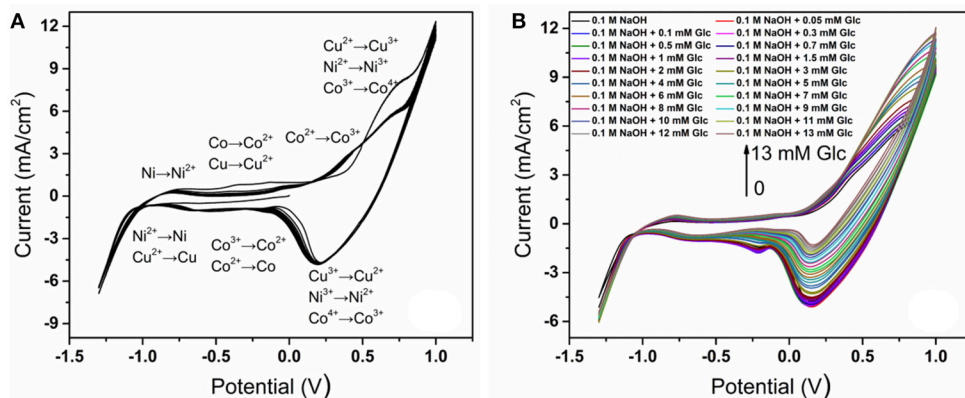 A
12
9
6
3
0
-3
-6
-9
-1.5
-1.0
-0.5
0.0
0.5
1.0
Current (mA/cm²)
Potential (V)
Cu²⁺→Cu³⁺
Ni²⁺→Ni³⁺
Co³⁺→Co⁴⁺
Co→Co²⁺
Cu→Cu²⁺
Co²⁺→Co³⁺
Ni→Ni²⁺
Ni²⁺→Ni
Cu²⁺→Cu
Co³⁺→Co²⁺
Co²⁺→Co
Cu³⁺→Cu²⁺
Ni³⁺→Ni²⁺
Co⁴⁺→Co³⁺
B
12
9
6
3
0
-3
-6
-1.5
-1.0
-0.5
0.0
0.5
1.0
Current (mA/cm²)
Potential (V)
0.1 M NaOH
0.1 M NaOH + 0.05 mM Glc
0.1 M NaOH + 0.1 mM Glc
0.1 M NaOH + 0.3 mM Glc
0.1 M NaOH + 0.5 mM Glc
0.1 M NaOH + 0.7 mM Glc
0.1 M NaOH + 1 mM Glc
0.1 M NaOH + 1.5 mM Glc
0.1 M NaOH + 2 mM Glc
0.1 M NaOH + 3 mM Glc
0.1 M NaOH + 4 mM Glc
0.1 M NaOH + 5 mM Glc
0.1 M NaOH + 6 mM Glc
0.1 M NaOH + 7 mM Glc
0.1 M NaOH + 8 mM Glc
0.1 M NaOH + 9 mM Glc
0.1 M NaOH + 10 mM Glc
0.1 M NaOH + 11 mM Glc
0.1 M NaOH + 12 mM Glc
0.1 M NaOH + 13 mM Glc
13 mM Glc
0